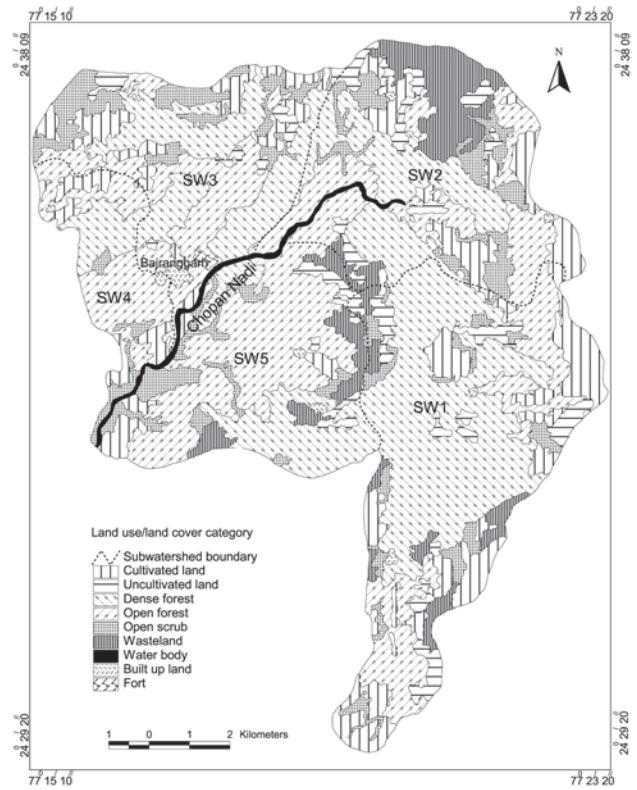 77 15 10
77 23 20
24 38 09
24 38 09
N
SW2
SW3
Bajranggarh
SW4
Chopan Nadi
SW5
SW1
Land use/land cover category
Subwatershed boundary
Cultivated land
Uncultivated land
Dense forest
Open forest
Open scrub
Wasteland
Water body
Built up land
Fort
1 0 1 2 Kilometers
24 29 20
24 29 20
77 15 10
77 23 20